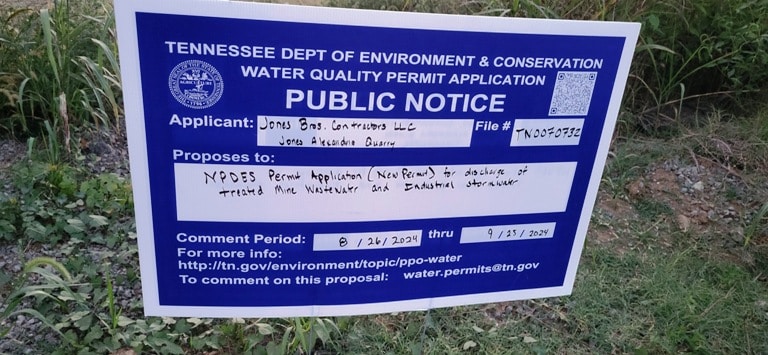 TENNESSEE DEPT OF ENVIRONMENT & CONSERVATION
WATER QUALITY PERMIT APPLICATION
PUBLIC NOTICE
Applicant: Jones Bros. Contractors LLC File # TN0070732
Jones Alexandria Quarry
Proposes to:
NPDES Permit Application (New Permit) for discharge of
treated Mine Wastewater and Industrial stormwater
Comment Period: 8/26/2024 thru 9/25/2024
For more info:
http://tn.gov/environment/topic/ppo-water
To comment on this proposal: water.permits@tn.gov
AGRICULTURE
1796